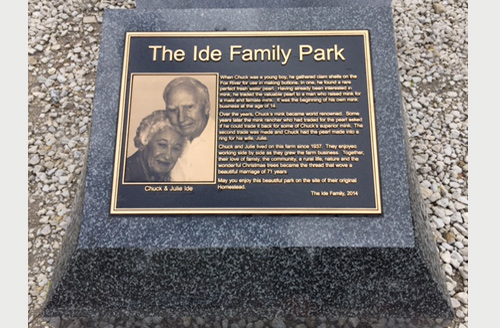 The Ide Family Park
When Chuck was a young boy, he gathered clam shells on the
Fox River for use in making buttons. In one, he found a rare
perfect fresh water pearl. Having already been interested in
mink, he traded the valuable pearl to a man who raised mink for
a male and female mink. It was the beginning of his own mink
business at the age of 14.
Over the years, Chuck's mink became world renowned. Some
years later the mink rancher who had traded for the pearl asked
if he could trade it back for some of Chuck's superior mink. The
second trade was made and Chuck had the pearl made into a
ring for his wife, Julie.
Chuck and Julie lived on this farm since 1937. They enjoyed
working side by side as they grew the farm business. Together,
their love of family, the community, a rural life, nature and the
wonderful Christmas trees became the thread that wove a
beautiful marriage of 71 years
May you enjoy this beautiful park on the site of their original
Homestead.
The Ide Family, 2014
Chuck & Julie Ide